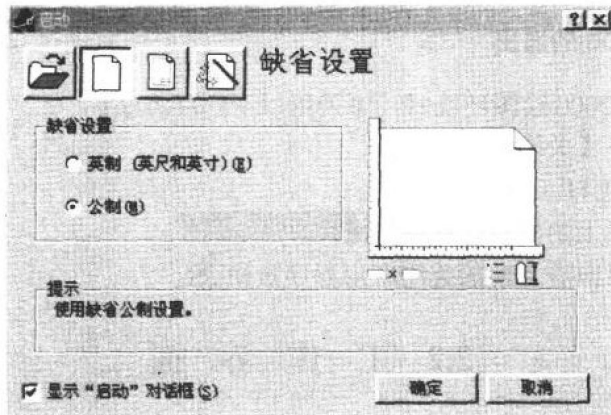 启动
缺省设置
缺省设置
英制 (英尺和英寸)(E)
公制(M)
提示
使用缺省公制设置。
显示“启动”对话框(S)
确定
取消